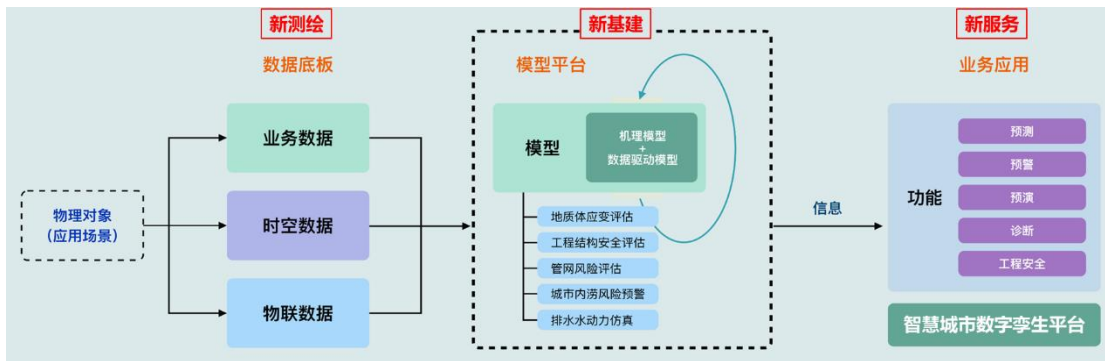 新测绘
数据底板
物理对象
（应用场景）
业务数据
时空数据
物联数据
新基建
模型平台
模型
机理模型
+
数据驱动模型
地质体应变评估
工程结构安全评估
管网风险评估
城市内涝风险预警
排水水动力仿真
信息
新服务
业务应用
功能
预测
预警
预演
诊断
工程安全
智慧城市数字孪生平台